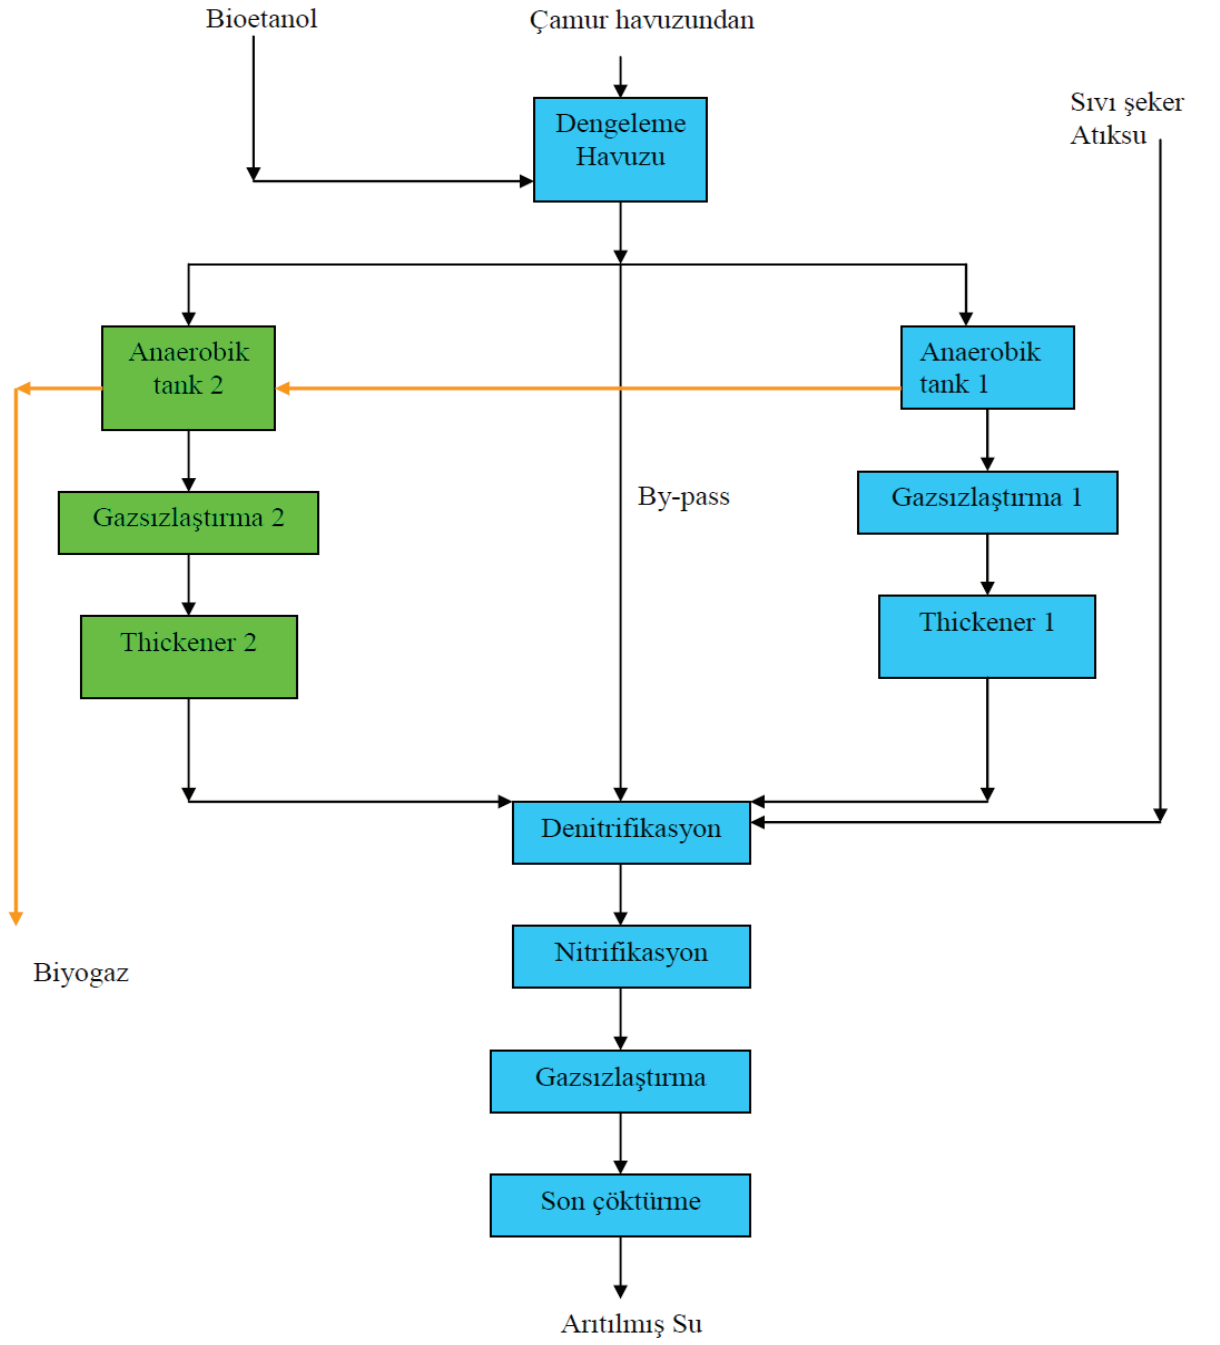 Bioetanol
Çamur havuzundan
Sıvı şeker
Atıksu
Dengeleme
Havuzu
Anaerobik
tank 2
Anaerobik
tank 1
Gazsızlaştırma 2
By-pass
Gazsızlaştırma 1
Thickener 2
Thickener 1
Denitrifikasyon
Nitrifikasyon
Biyogaz
Gazsızlaştırma
Son çöktürme
Arıtılmış Su